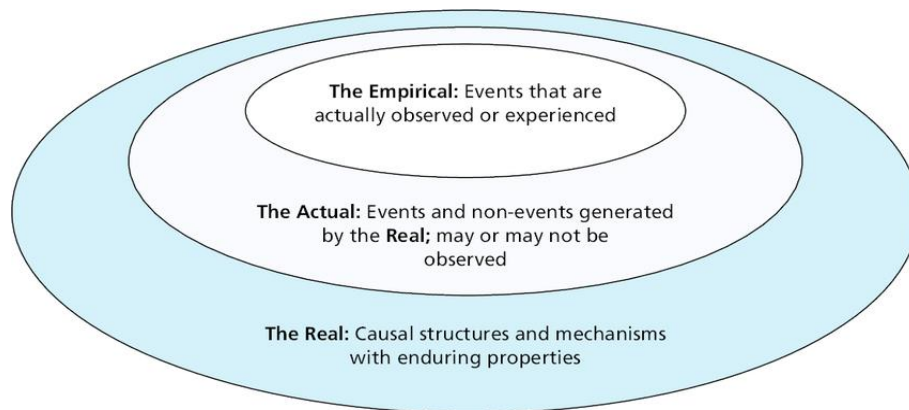 The Empirical: Events that are
actually observed or experienced
The Actual: Events and non-events generated
by the Real; may or may not be
observed
The Real: Causal structures and mechanisms
with enduring properties